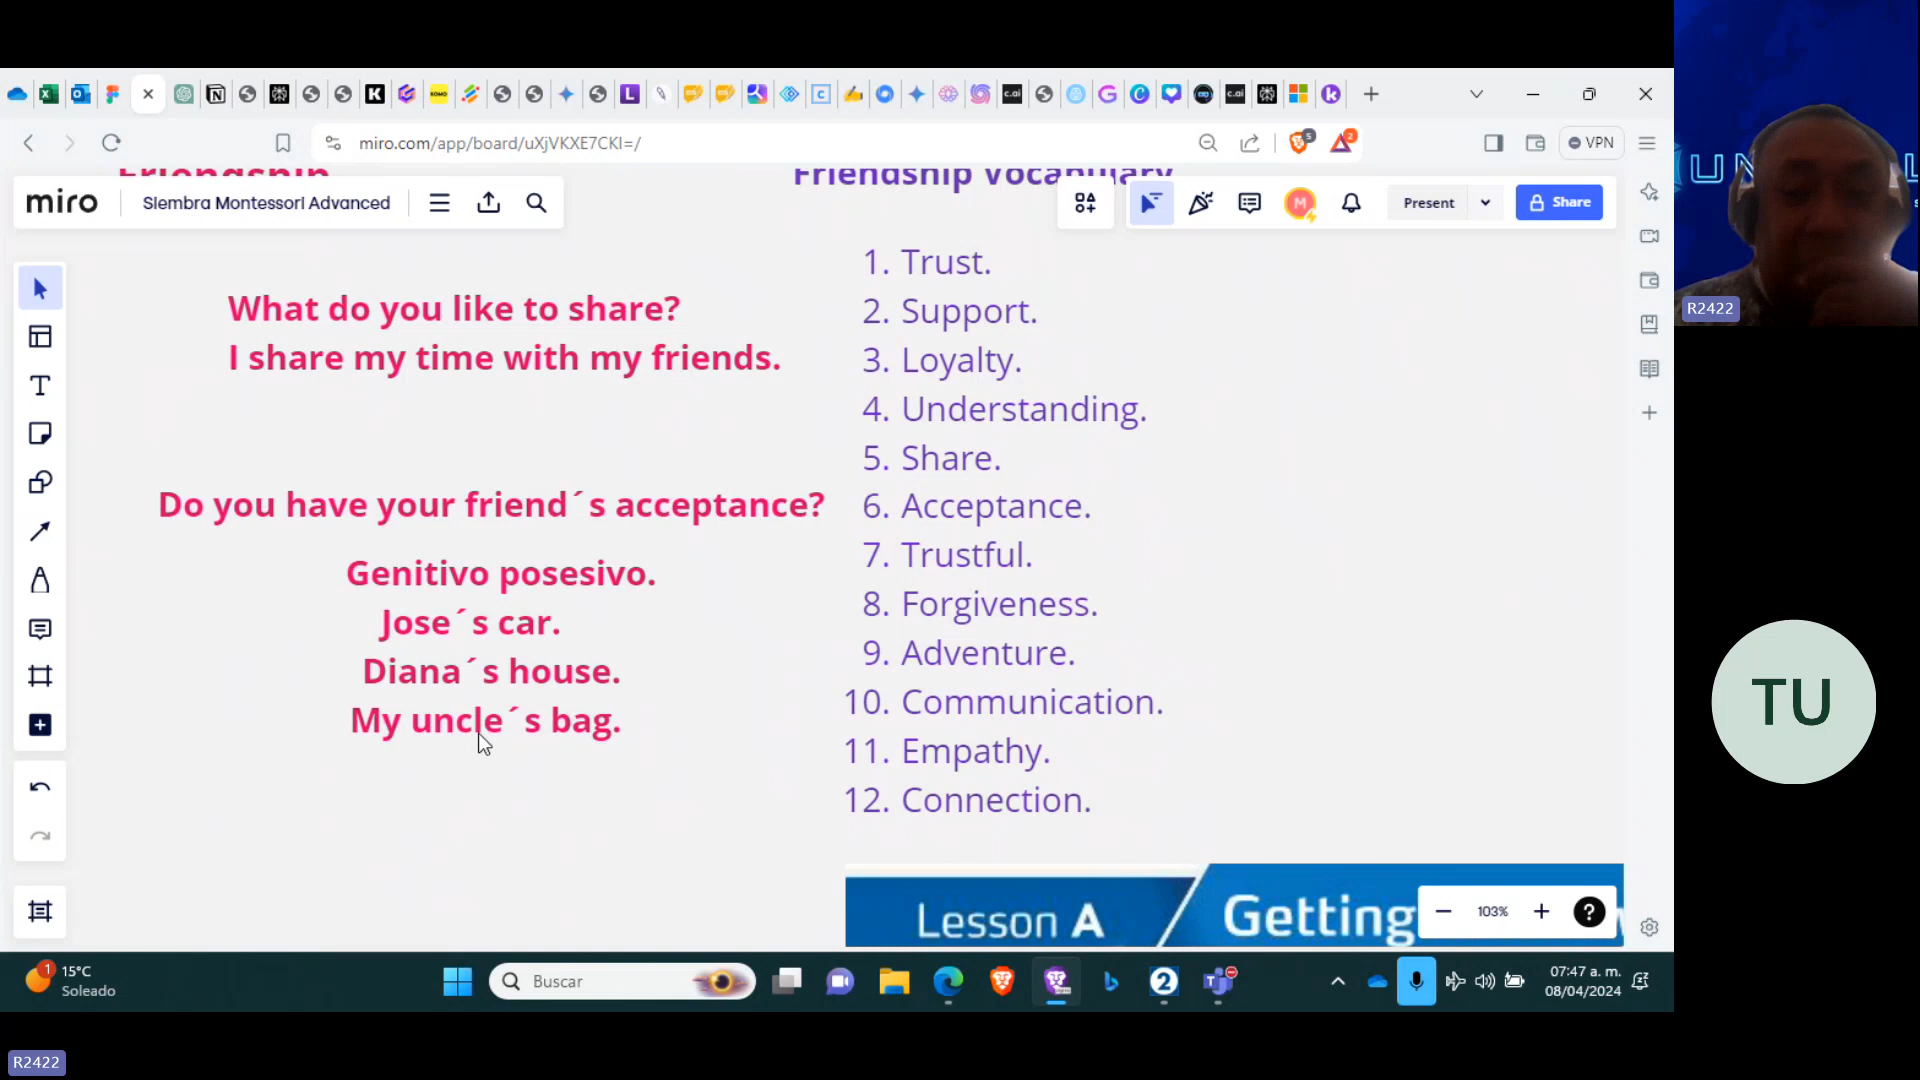 miro.com/app/board/uXjVKXE7CKI=/
VPN
Friendship
Friendship Vocabulary
miro
Siembra Montessori Advanced
M
Present
Share
What do you like to share?
I share my time with my friends.
Do you have your friend´s acceptance?
Genitivo posesivo.
Jose´s car.
Diana´s house.
My uncle´s bag.
1. Trust.
2. Support.
3. Loyalty.
4. Understanding.
5. Share.
6. Acceptance.
7. Trustful.
8. Forgiveness.
9. Adventure.
10. Communication.
11. Empathy.
12. Connection.
Lesson A
Getting
103%
15°C
Soleado
Buscar
07:47 a. m.
08/04/2024
R2422
TU
R2422